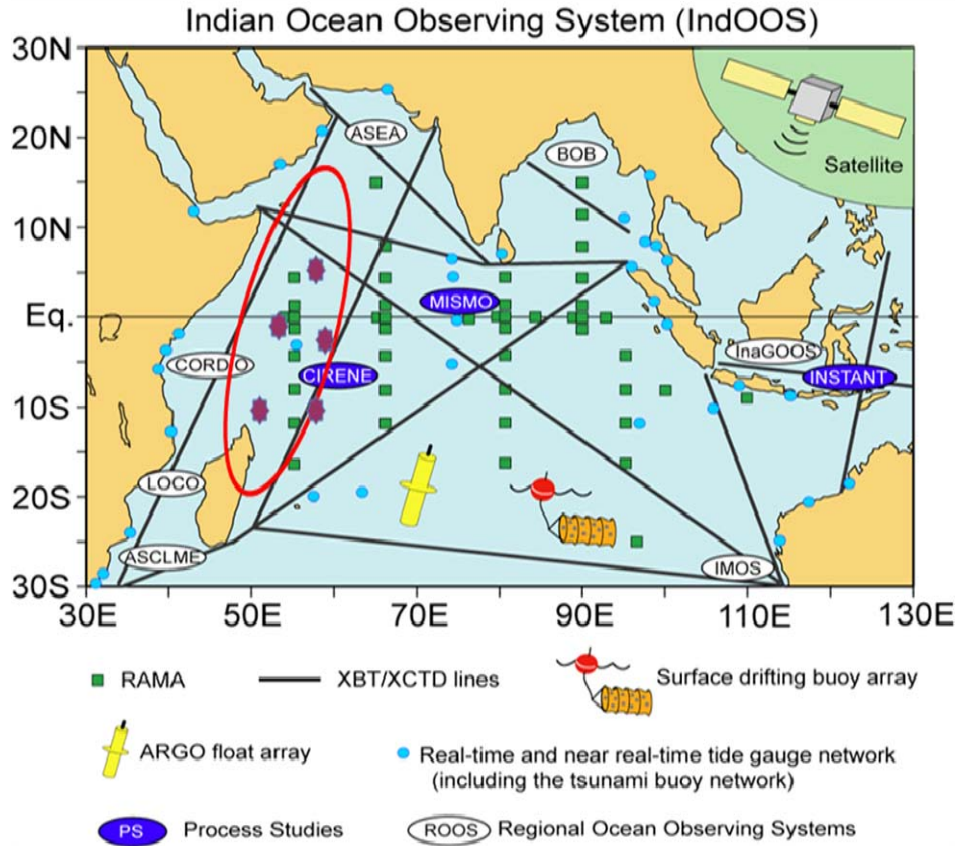 Indian Ocean Observing System (IndOOS)
30N
20N
10N
Eq.
10S
20S
30S
ASEA
BOB
Satellite
MISMO
InaGOOS
CORDIO
CIRENE
INSTANT
LOCO
ASCLME
IMOS
30E 50E 70E 90E 110E 130E
RAMA XBT/XCTD lines Surface drifting buoy array
ARGO float array Real-time and near real-time tide gauge network
(including the tsunami buoy network)
PS Process Studies ROOS Regional Ocean Observing Systems